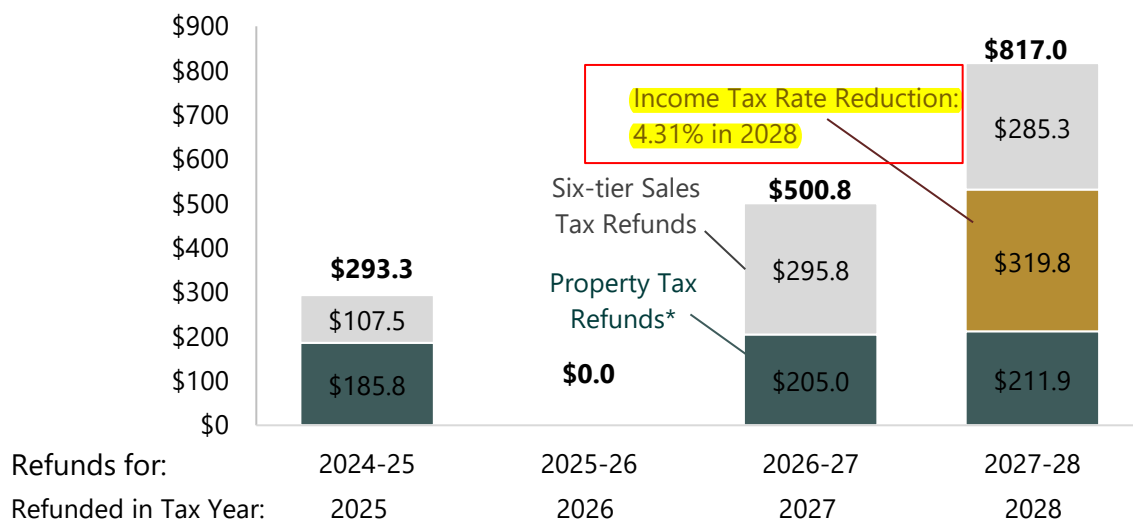 $900
$800
$700
$600
$500
$400
$300
$200
$100
$0
$293.3
$107.5
$185.8
$0.0
$500.8
$295.8
$205.0
$817.0
$285.3
$319.8
$211.9
Income Tax Rate Reduction:
4.31% in 2028
Six-tier Sales
Tax Refunds
Property Tax
Refunds*
Refunds for: 2024-25 2025-26 2026-27 2027-28
Refunded in Tax Year: 2025 2026 2027 2028